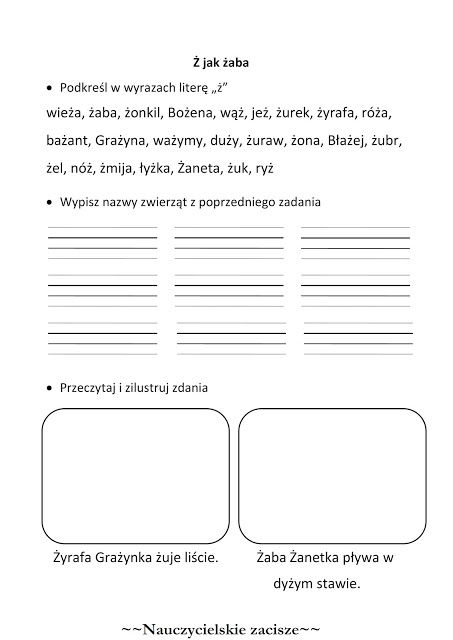 Ż jak żaba
• Podkreśl w wyrazach literę „ż”
wieża, żaba, żonkil, Bożena, wąż, jeż, żurek, żyrafa, róża,
bażant, Grażyna, ważymy, duży, żuraw, żona, Błażej, żubr,
żel, nóż, żmija, łyżka, Żaneta, żuk, ryż
• Wypisz nazwy zwierząt z poprzedniego zadania
• Przeczytaj i zilustruj zdania
Żyrafa Grażynka żuje liście.
Żaba Żanetka pływa w
dyżym stawie.
~~Nauczycielskie zacisze~~